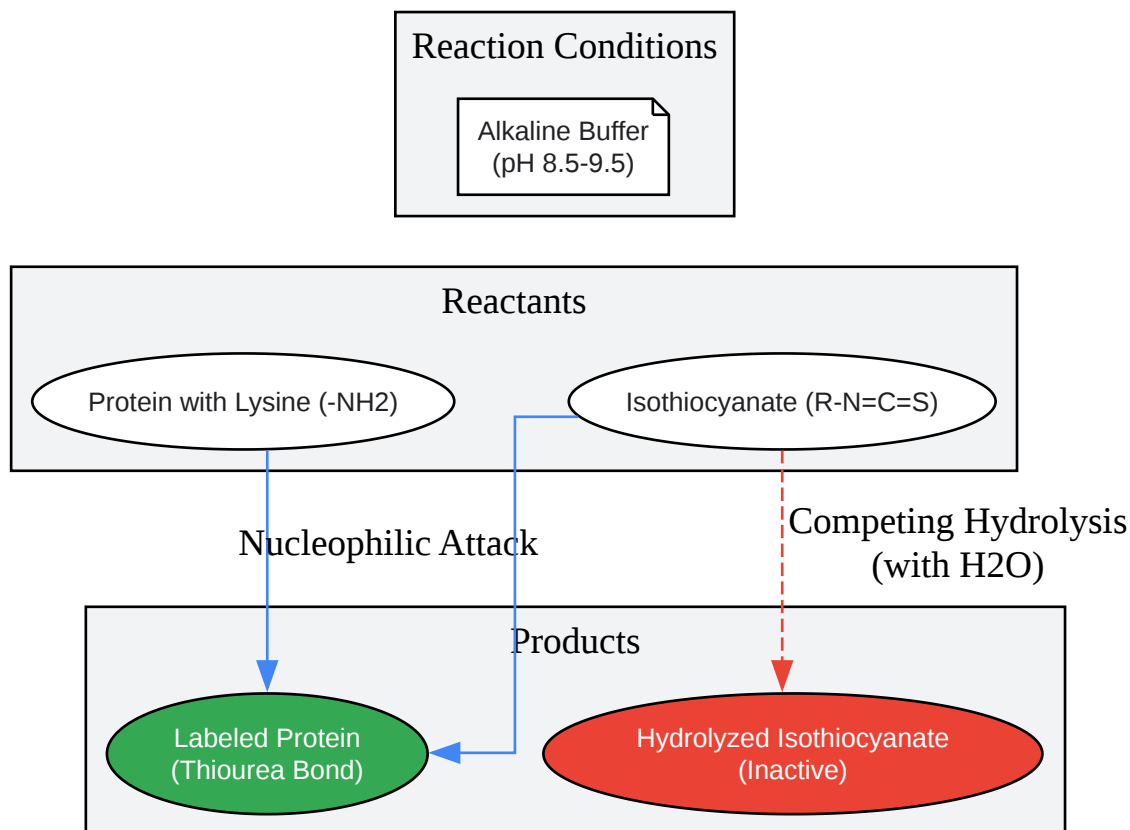 Reaction Conditions
Alkaline Buffer
(pH 8.5-9.5)
Reactants
Protein with Lysine (-NH2)
Isothiocyanate (R-N=C=S)
Nucleophilic Attack
Competing Hydrolysis
(with H2O)
Products
Labeled Protein
(Thiourea Bond)
Hydrolyzed Isothiocyanate
(Inactive)